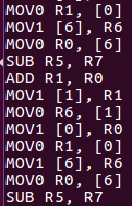 MOV0 R1, [0]
MOV1 [6], R6
MOV0 R0, [6]
SUB R5, R7
ADD R1, R0
MOV1 [1], R1
MOV0 R6, [1]
MOV1 [0], R0
MOV0 R1, [0]
MOV1 [6], R6
MOV0 R0, [6]
SUB R5, R7